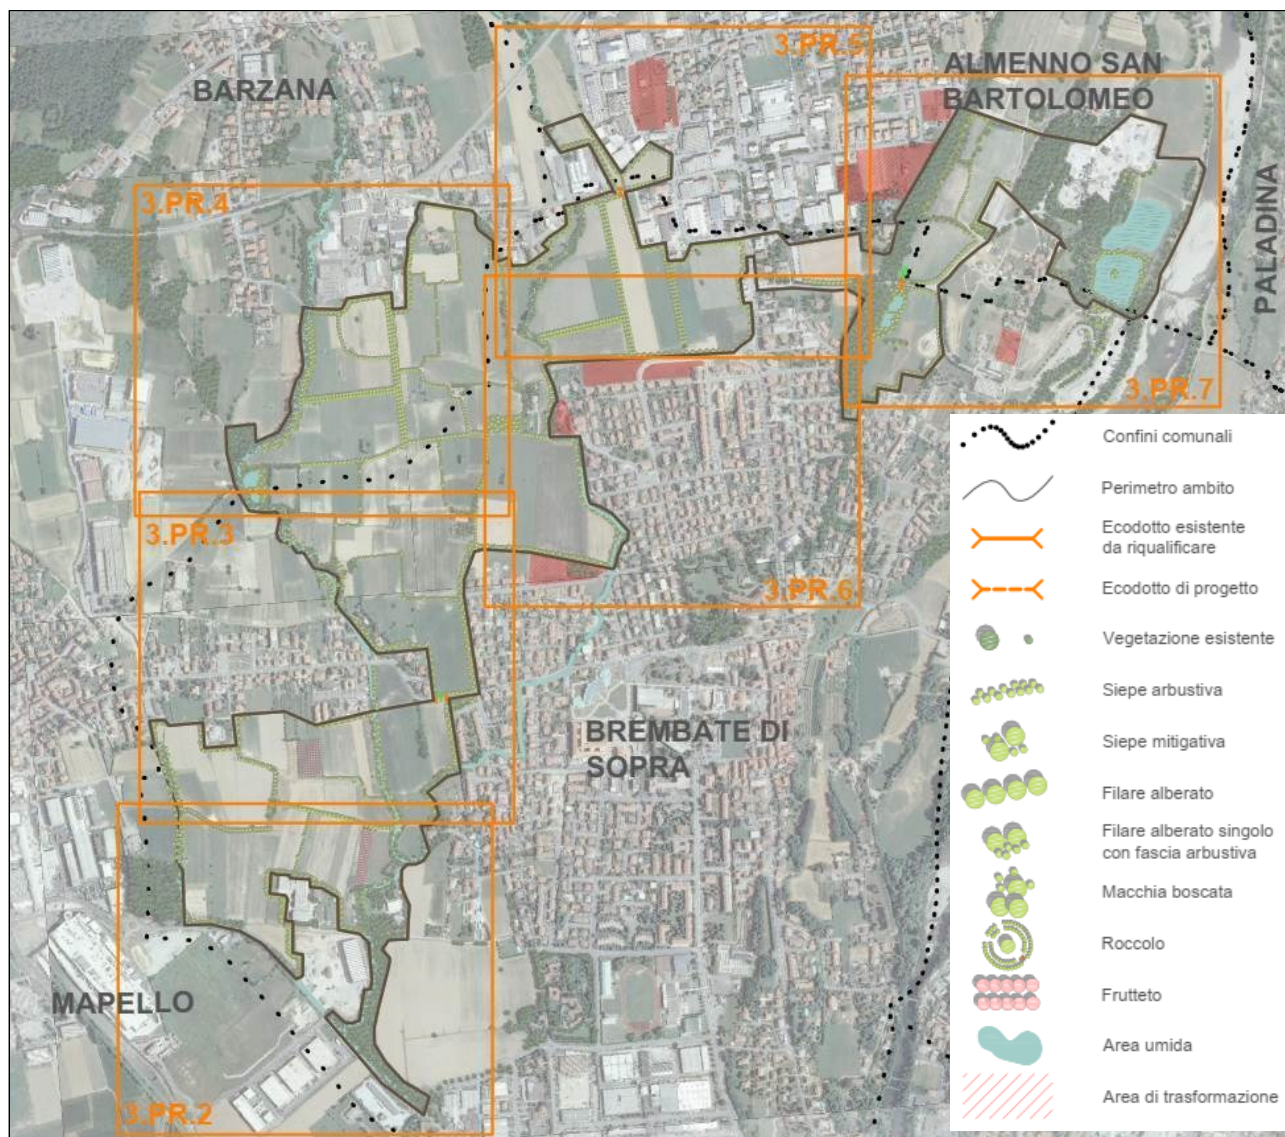 BARZANA
3.PR.5
ALMENNO SAN
BARTOLOMEO
PALADINA
3.PR.4
3.PR.7
3.PR.3
3.PR.6
BREMBATE DI
SOPRA
MAPELLO
3.PR.2
Confini comunali
Perimetro ambito
Ecodotto esistente
da riqualificare
Ecodotto di progetto
Vegetazione esistente
Siepe arbustiva
Siepe mitigativa
Filare alberato
Filare alberato singolo
con fascia arbustiva
Macchia boscata
Roccolo
Frutteto
Area umida
Area di trasformazione